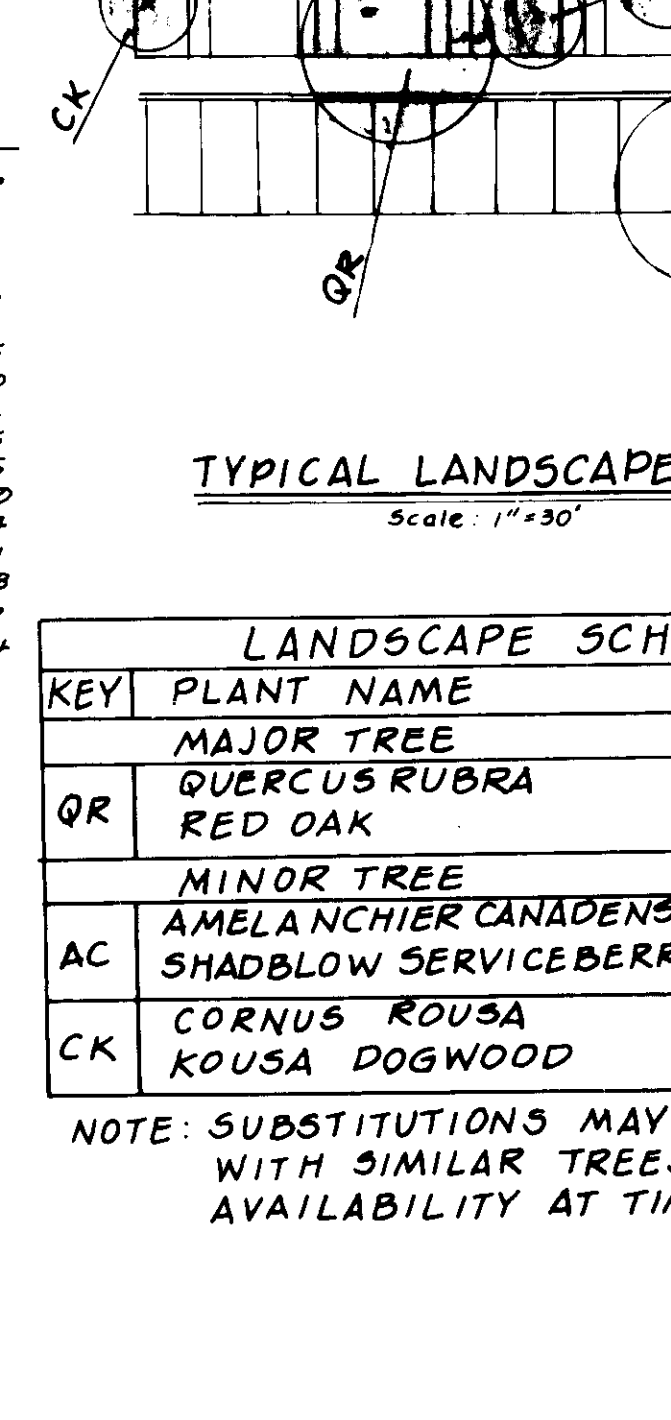 CK
QR
TYPICAL LANDSCAPE
Scale: 1"=30'
LANDSCAPE SCH
KEY PLANT NAME
MAJOR TREE
QR QUERCUS RUBRA
RED OAK
MINOR TREE
AC AMELANCHIER CANADENS
SHADBLOW SERVICEBERR
CK CORNUS ROUSA
KOUSA DOGWOOD
NOTE: SUBSTITUTIONS MAY
WITH SIMILAR TREES
AVAILABILITY AT TI